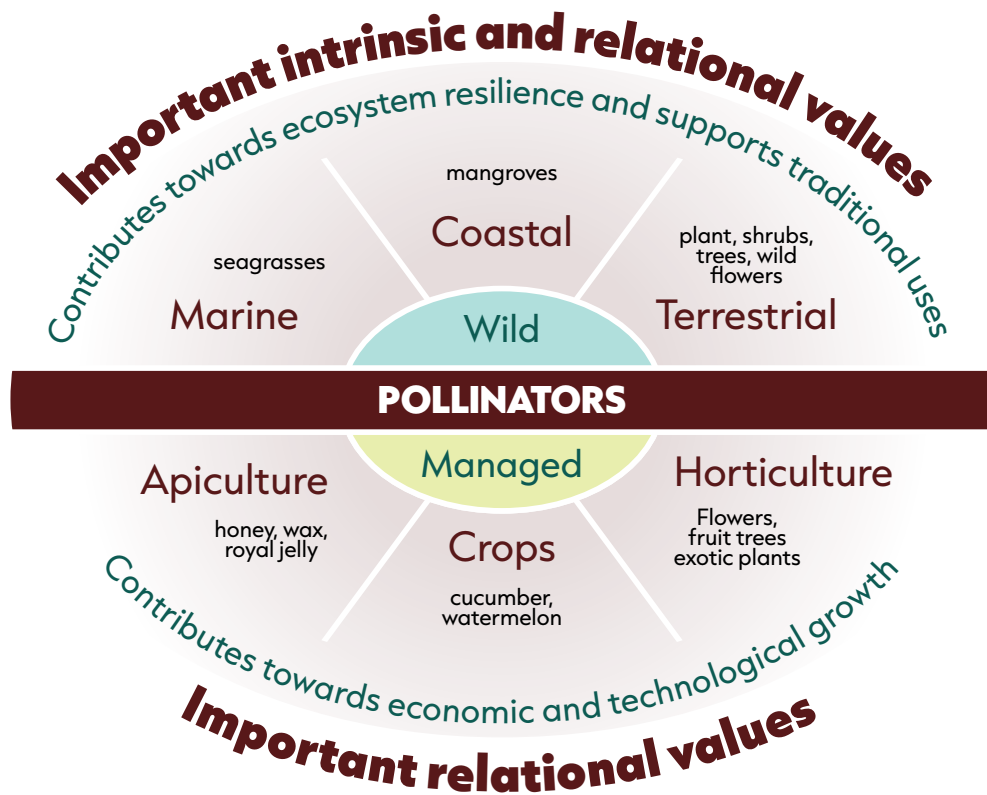 Important intrinsic and relational values
Contributes towards ecosystem resilience and supports traditional uses
mangroves
Coastal
seagrasses
Marine
plant, shrubs,
trees, wild
flowers
Terrestrial
Wild
POLLINATORS
Managed
Apiculture
honey, wax,
royal jelly
Crops
cucumber,
watermelon
Horticulture
Flowers,
fruit trees
exotic plants
Contributes towards economic and technological growth
Important relational values